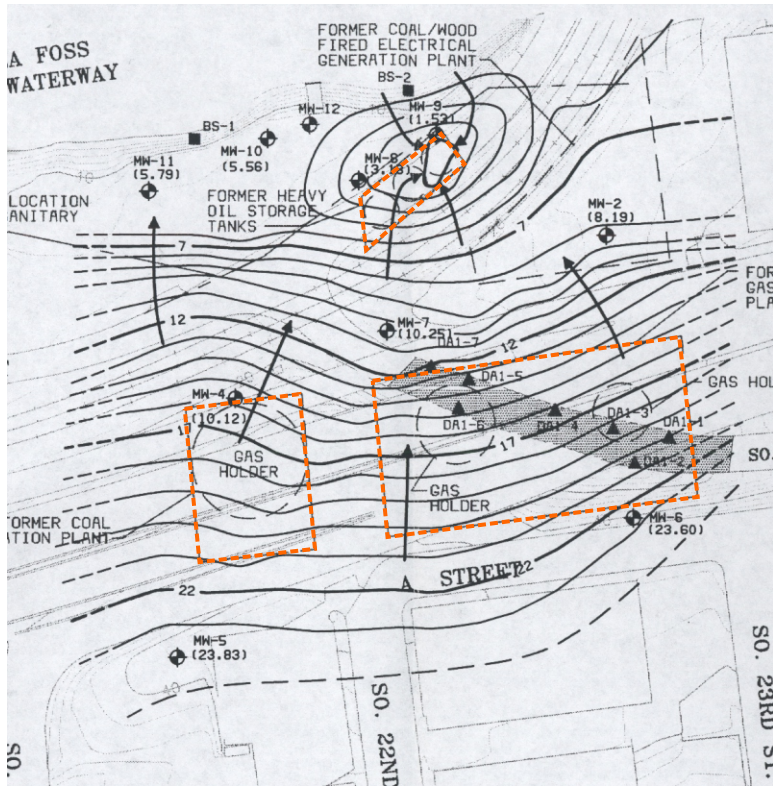 FORMER COAL/WOOD
FIRED ELECTRICAL
GENERATION PLANT
A FOSS
WATERWAY
BS-2
MW-12
MW-9
(1.53)
BS-1
MW-10
(5.56)
MW-11
(5.79)
MW-8
(3.13)
LOCATION
ANITARY
FORMER HEAVY
OIL STORAGE
TANKS
MW-2
(8.19)
7
7
FOR
GAS
PLA
12
MW-7
(10.25)
12
DA1-7
DA1-5
GAS HOL
MW-4
(10.12)
DA1-6
DA1-4
DA1-3
DA1-1
17
17
GAS
HOLDER
DA1-2
GAS
HOLDER
FORMER COAL
ATION PLANT
MW-6
(23.60)
A STREET
22
22
MW-5
(23.83)
40
SO. 22ND
SO. 23RD ST.
SO.